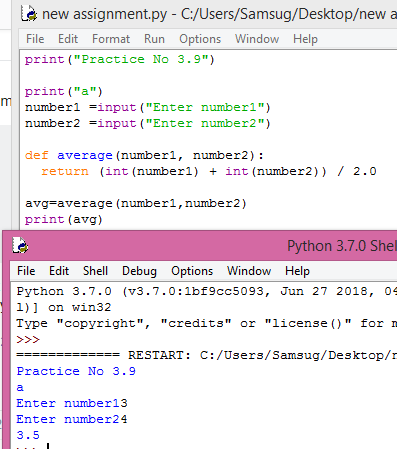 new assignment.py - C:/Users/Samsug/Desktop/new a
File Edit Format Run Options Window Help
print("Practice No 3.9")
print("a")
number1 =input("Enter number1")
number2 =input("Enter number2")
def average(number1, number2):
return (int(number1) + int(number2)) / 2.0
avg=average(number1,number2)
print(avg)
Python 3.7.0 Shel
File Edit Shell Debug Options Window Help
Python 3.7.0 (v3.7.0:1bf9cc5093, Jun 27 2018, 04
l)] on win32
Type "copyright", "credits" or "license()" for m
>>>
============= RESTART: C:/Users/Samsug/Desktop/n
Practice No 3.9
a
Enter number13
Enter number24
3.5